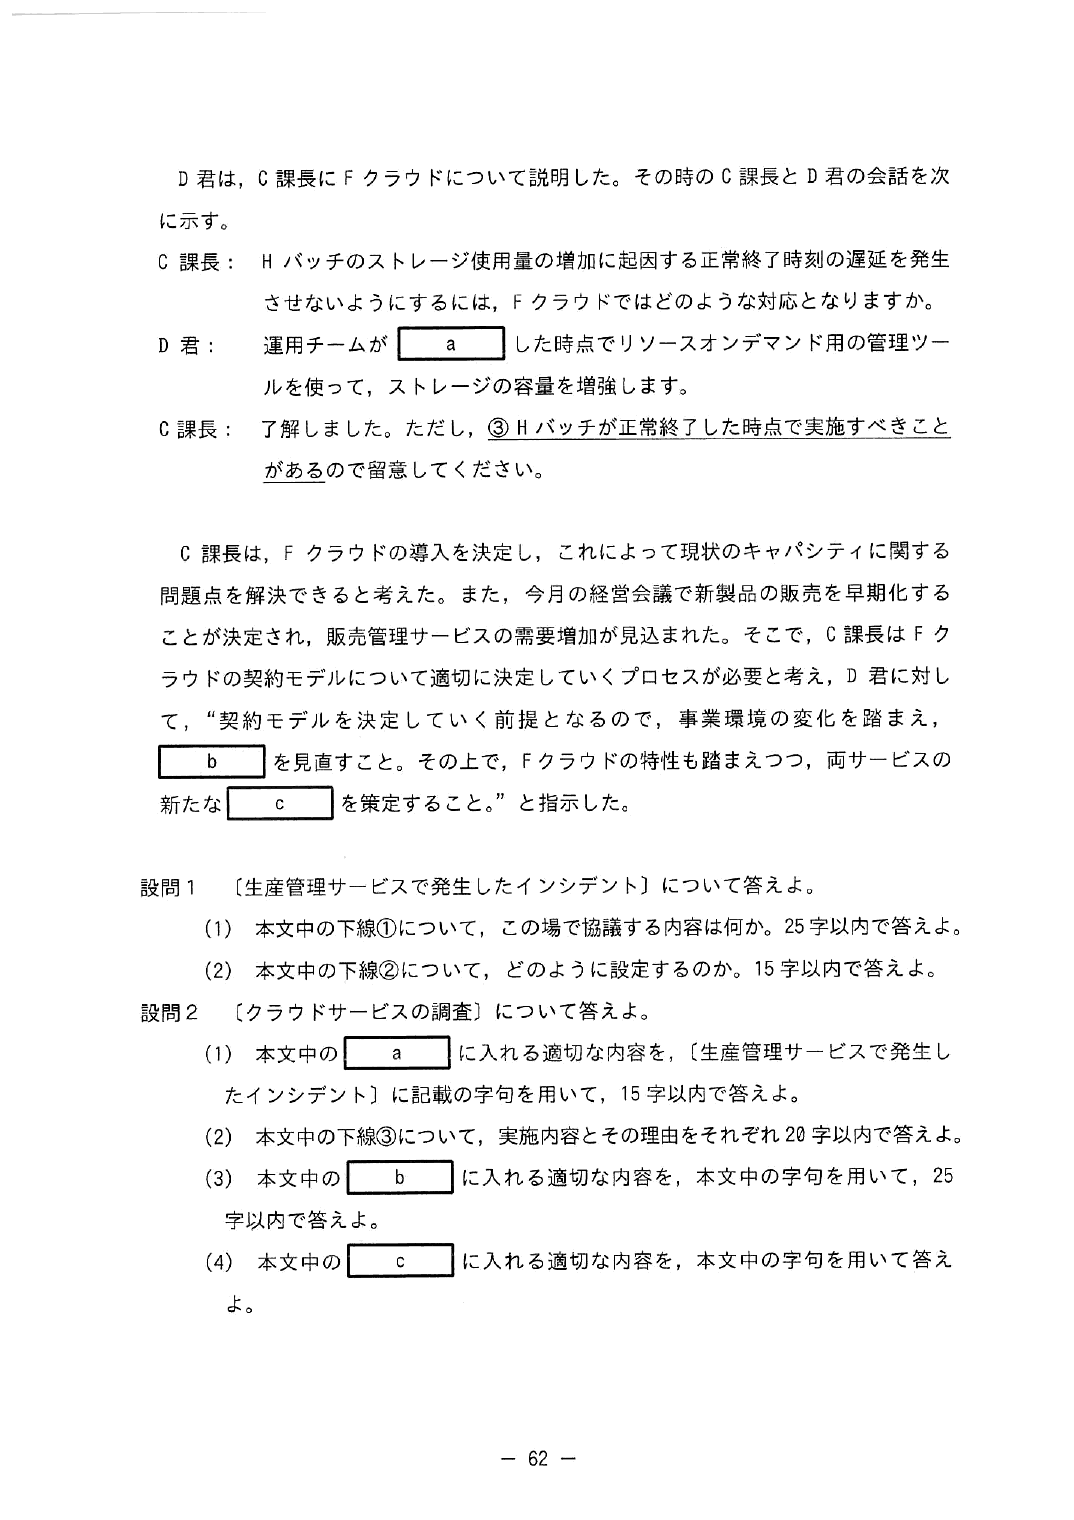 D 君は，C 課長に F クラウドについて説明した。その時の C 課長と D 君の会話を次
に示す。
C 課長： H バッチのストレージ使用量の増加に起因する正常終了時刻の遅延を発生
させないようにするには，F クラウドではどのような対応となりますか。
D 君： 運用チームが a した時点でリソースオンデマンド用の管理ツー
ルを使って，ストレージの容量を増強します。
C 課長： 了解しました。ただし，③ H バッチが正常終了した時点で実施すべきこと
があるので留意してください。
C 課長は，F クラウドの導入を決定し，これによって現状のキャパシティに関する
問題点を解決できると考えた。また，今月の経営会議で新製品の販売を早期化する
ことが決定され，販売管理サービスの需要増加が見込まれた。そこで，C 課長は F ク
ラウドの契約モデルについて適切に決定していくプロセスが必要と考え，D 君に対し
て，“契約モデルを決定していく前提となるので，事業環境の変化を踏まえ，
b を見直すこと。その上で，F クラウドの特性も踏まえつつ，両サービスの
新たな c を策定すること。”と指示した。
設問1 〔生産管理サービスで発生したインシデント〕について答えよ。
(1) 本文中の下線①について，この場で協議する内容は何か。25 字以内で答えよ。
(2) 本文中の下線②について，どのように設定するのか。15 字以内で答えよ。
設問2 〔クラウドサービスの調査〕について答えよ。
(1) 本文中の a に入れる適切な内容を，〔生産管理サービスで発生し
たインシデント〕に記載の字句を用いて，15 字以内で答えよ。
(2) 本文中の下線③について，実施内容とその理由をそれぞれ 20 字以内で答えよ。
(3) 本文中の b に入れる適切な内容を，本文中の字句を用いて，25
字以内で答えよ。
(4) 本文中の c に入れる適切な内容を，本文中の字句を用いて答え
よ。
－ 62 －